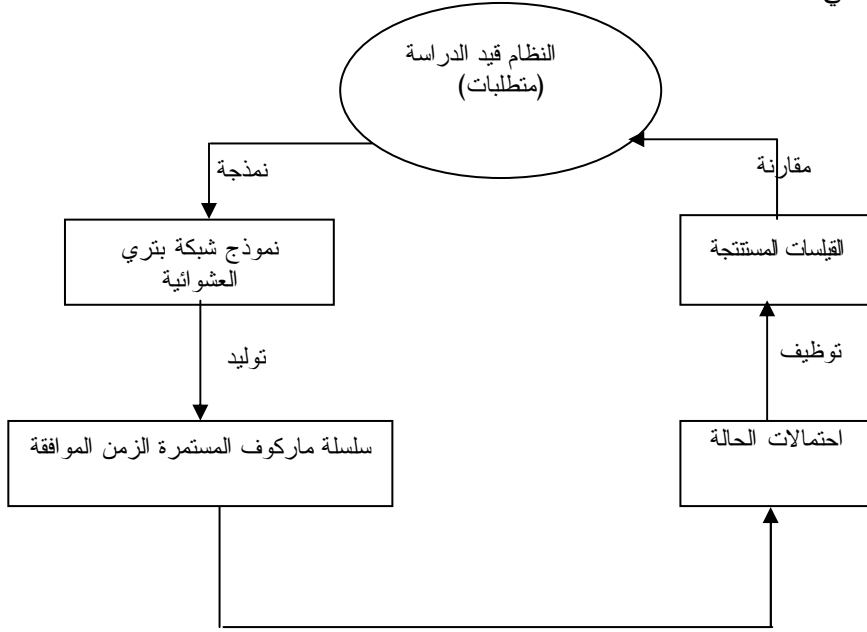 النظام قيد الدراسة
(متطلبات)
نمذجة
مقارنة
نموذج شبكة بتري
العشوائية
القيلسات المستنتجة
توليد
توظيف
سلسلة ماركوف المستمرة الزمن الموافقة
احتمالات الحالة